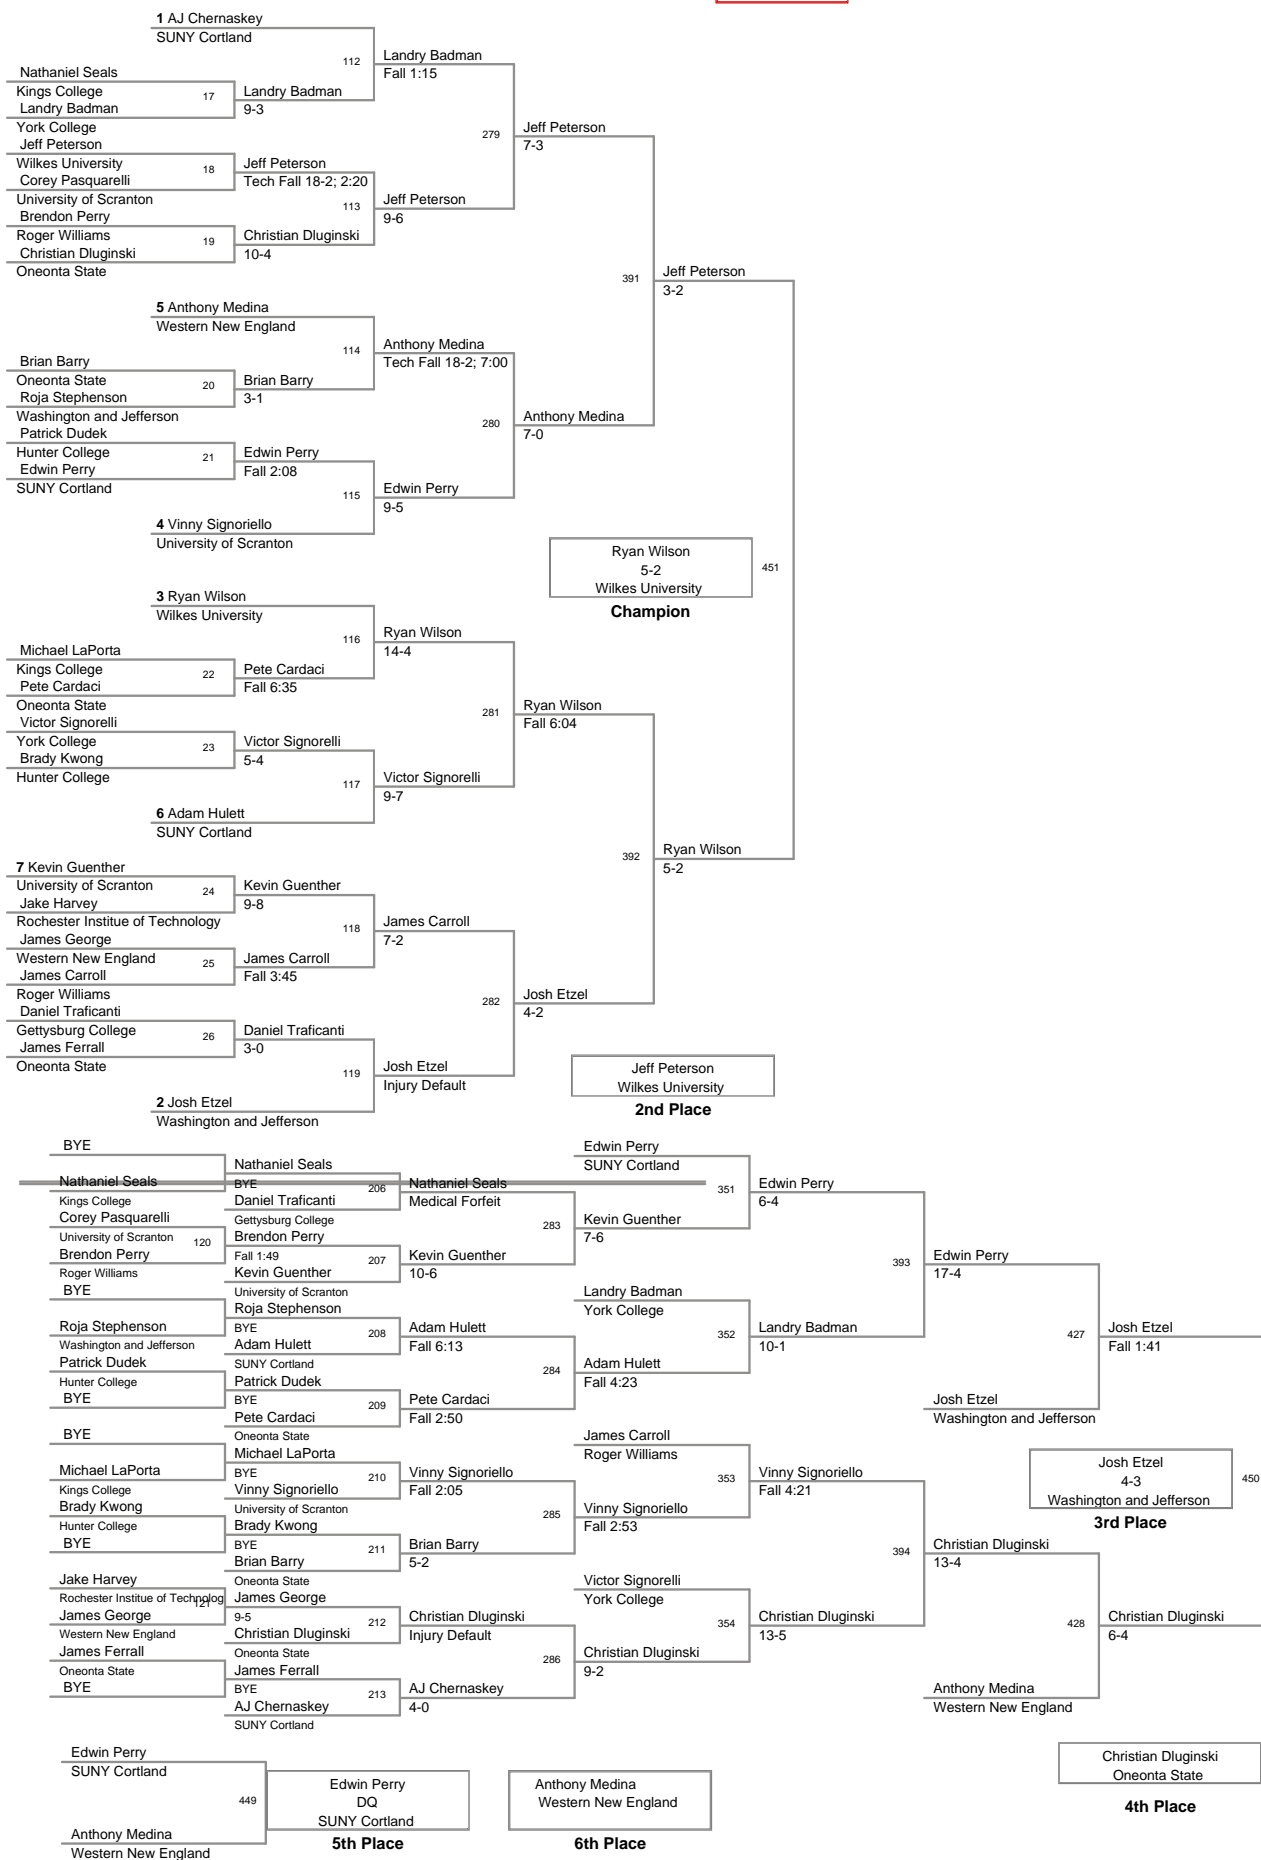 1 AJ Chernaskey
SUNY Cortland
112
Landry Badman
Fall 1:15
Nathaniel Seals
Kings College
17
Landry Badman
9-3
Landry Badman
York College
279
Jeff Peterson
7-3
Jeff Peterson
Wilkes University
18
Jeff Peterson
Tech Fall 18-2; 2:20
Corey Pasquarelli
University of Scranton
113
Jeff Peterson
9-6
Brendon Perry
Roger Williams
19
Christian Dluginski
10-4
Christian Dluginski
Oneonta State
391
Jeff Peterson
3-2
5 Anthony Medina
Western New England
114
Anthony Medina
Tech Fall 18-2; 7:00
Brian Barry
Oneonta State
20
Brian Barry
3-1
Roja Stephenson
Washington and Jefferson
280
Anthony Medina
7-0
Patrick Dudek
Hunter College
21
Edwin Perry
Fall 2:08
Edwin Perry
SUNY Cortland
115
Edwin Perry
9-5
4 Vinny Signoriello
University of Scranton
Ryan Wilson
5-2
Wilkes University
451
Champion
3 Ryan Wilson
Wilkes University
116
Ryan Wilson
14-4
Michael LaPorta
Kings College
22
Pete Cardaci
Fall 6:35
Pete Cardaci
Oneonta State
281
Ryan Wilson
Fall 6:04
Victor Signorelli
York College
23
Victor Signorelli
5-4
Brady Kwong
Hunter College
117
Victor Signorelli
9-7
6 Adam Hulett
SUNY Cortland
392
Ryan Wilson
5-2
7 Kevin Guenther
University of Scranton
24
Kevin Guenther
9-8
Jake Harvey
Rochester Institue of Technology
118
James Carroll
7-2
James George
Western New England
25
James Carroll
Fall 3:45
James Carroll
Roger Williams
282
Josh Etzel
4-2
Daniel Traficanti
Gettysburg College
26
Daniel Traficanti
3-0
James Ferrall
Oneonta State
119
Josh Etzel
Injury Default
2 Josh Etzel
Washington and Jefferson
Jeff Peterson
Wilkes University
2nd Place
BYE
Nathaniel Seals
BYE
Nathaniel Seals
Kings College
206
Nathaniel Seals
Medical Forfeit
Daniel Traficanti
Gettysburg College
Edwin Perry
SUNY Cortland
351
Edwin Perry
6-4
Corey Pasquarelli
University of Scranton
120
Brendon Perry
Fall 1:49
283
Kevin Guenther
7-6
Brendon Perry
Roger Williams
207
Kevin Guenther
10-6
Kevin Guenther
University of Scranton
393
Edwin Perry
17-4
BYE
Roja Stephenson
BYE
Landry Badman
York College
Roja Stephenson
Washington and Jefferson
208
Adam Hulett
Fall 6:13
352
Landry Badman
10-1
Adam Hulett
SUNY Cortland
427
Josh Etzel
Fall 1:41
Patrick Dudek
Hunter College
Patrick Dudek
BYE
284
Adam Hulett
Fall 4:23
BYE
209
Pete Cardaci
Fall 2:50
Pete Cardaci
Oneonta State
Josh Etzel
Washington and Jefferson
BYE
Michael LaPorta
BYE
James Carroll
Roger Williams
Michael LaPorta
Kings College
210
Vinny Signoriello
Fall 2:05
353
Vinny Signoriello
Fall 4:21
Vinny Signoriello
University of Scranton
Josh Etzel
4-3
Washington and Jefferson
450
3rd Place
Brady Kwong
Hunter College
Brady Kwong
BYE
285
Vinny Signoriello
Fall 2:53
BYE
211
Brian Barry
5-2
Brian Barry
Oneonta State
394
Christian Dluginski
13-4
Jake Harvey
Rochester Institue of Technolog
121
James George
9-5
Victor Signorelli
York College
James George
Western New England
212
Christian Dluginski
Injury Default
354
Christian Dluginski
13-5
Christian Dluginski
Oneonta State
428
Christian Dluginski
6-4
James Ferrall
Oneonta State
James Ferrall
BYE
286
Christian Dluginski
9-2
BYE
213
AJ Chernaskey
4-0
AJ Chernaskey
SUNY Cortland
Anthony Medina
Western New England
Edwin Perry
SUNY Cortland
449
Edwin Perry
DQ
SUNY Cortland
5th Place
Anthony Medina
Western New England
6th Place
Christian Dluginski
Oneonta State
4th Place
Anthony Medina
Western New England